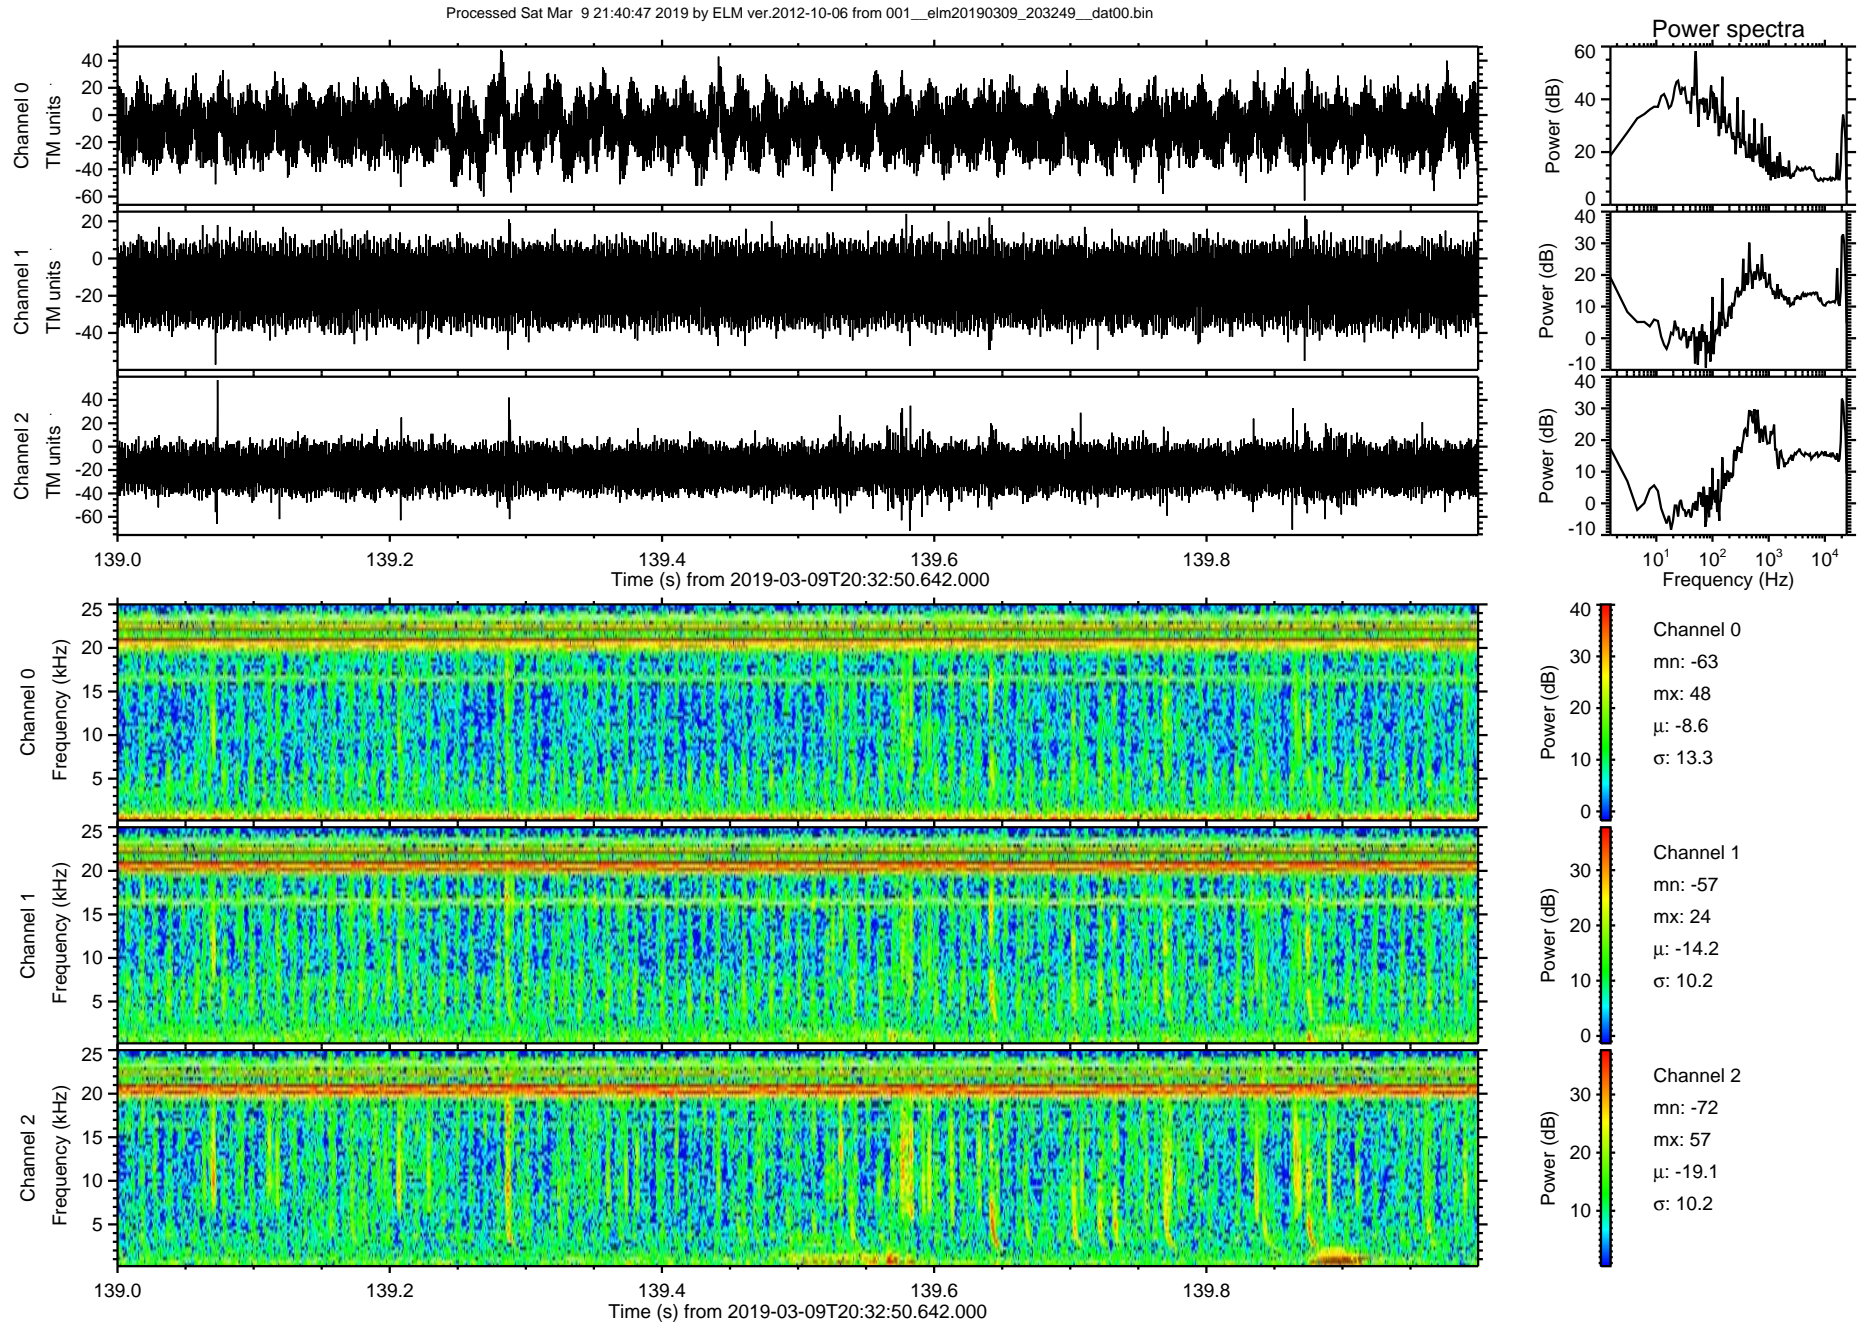 Processed Sat Mar  9 21:40:47 2019 by ELM ver.2012-10-06 from 001__elm20190309_203249__dat00.bin
Power spectra
Channel 0
TM units
40
20
0
-20
-40
-60
Power (dB)
60
40
20
0
Channel 1
TM units
20
0
-20
-40
Power (dB)
40
30
20
10
0
-10
Channel 2
TM units
40
20
0
-20
-40
-60
Power (dB)
40
30
20
10
0
-10
139.0 139.2 139.4 139.6 139.8
Time (s) from 2019-03-09T20:32:50.642.000
10¹ 10² 10³ 10⁴
Frequency (Hz)
Channel 0
Frequency (kHz)
25
20
15
10
5
Power (dB)
40
30
20
10
0
Channel 0
mn: -63
mx: 48
μ: -8.6
σ: 13.3
Channel 1
Frequency (kHz)
25
20
15
10
5
Power (dB)
30
20
10
0
Channel 1
mn: -57
mx: 24
μ: -14.2
σ: 10.2
Channel 2
Frequency (kHz)
25
20
15
10
5
Power (dB)
30
20
10
Channel 2
mn: -72
mx: 57
μ: -19.1
σ: 10.2
139.0 139.2 139.4 139.6 139.8
Time (s) from 2019-03-09T20:32:50.642.000